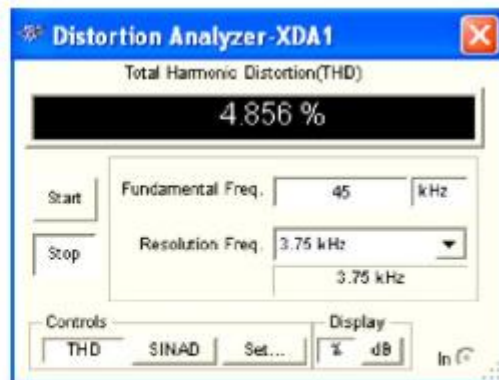 Distortion Analyzer-XDA1
Total Harmonic Distortion(THD)
4.856 %
Start
Fundamental Freq. 45 kHz
Stop
Resolution Freq. 3.75 kHz
3.75 kHz
Controls
Display
THD SINAD Set... % dB In